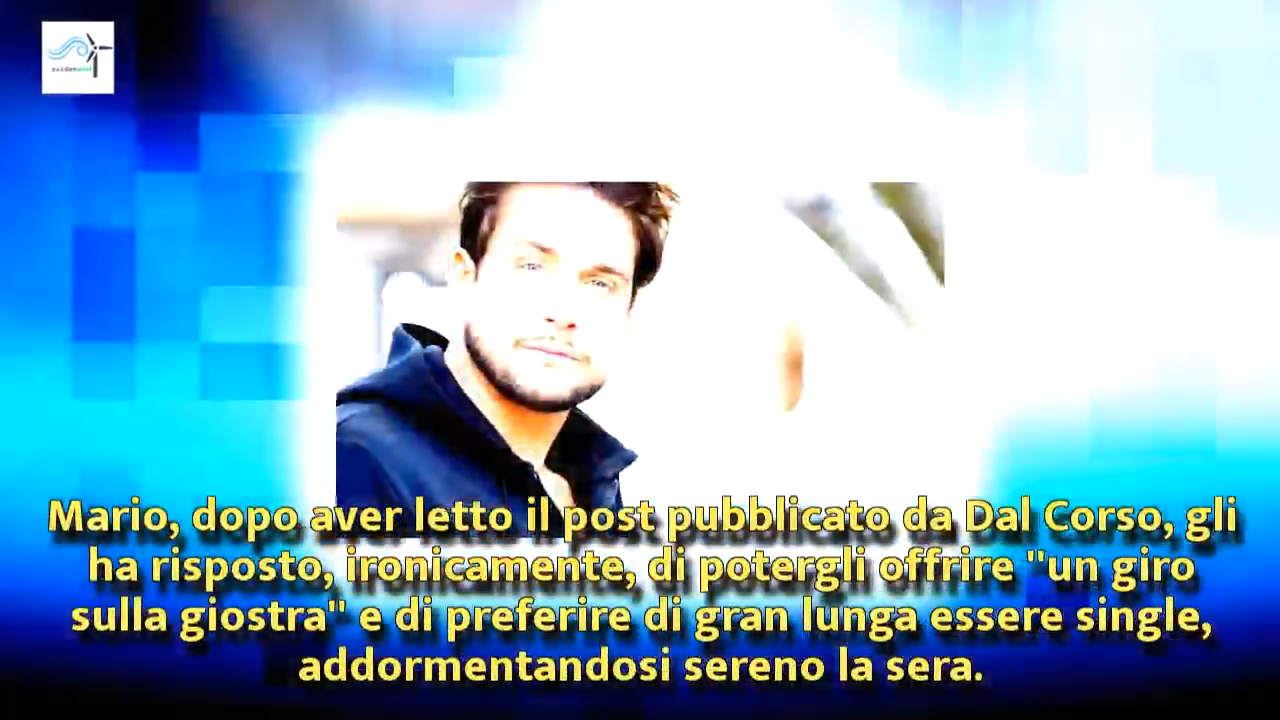 Mario, dopo aver letto il post pubblicato da Dal Corso, gli
ha risposto, ironicamente, di potergli offrire "un giro
sulla giostra" e di preferire di gran lunga essere single,
addormentandosi sereno la sera.